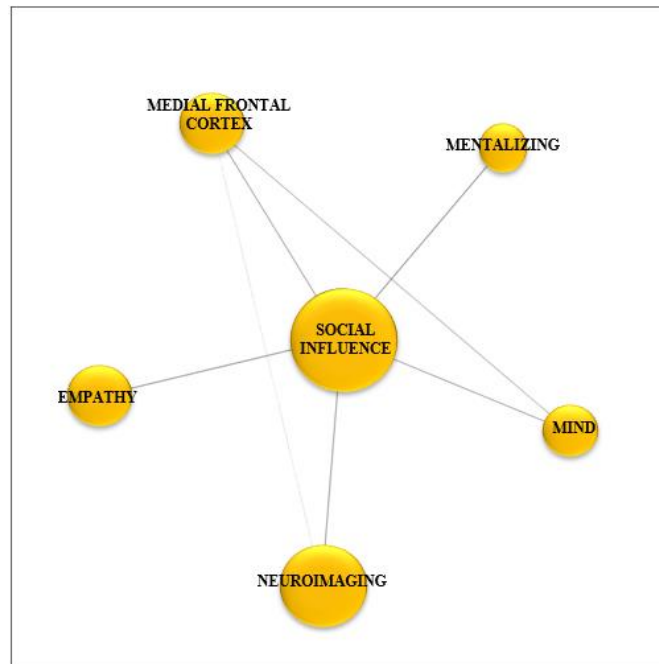 MEDIAL FRONTAL
CORTEX
MENTALIZING
SOCIAL
INFLUENCE
EMPATHY
MIND
NEUROIMAGING